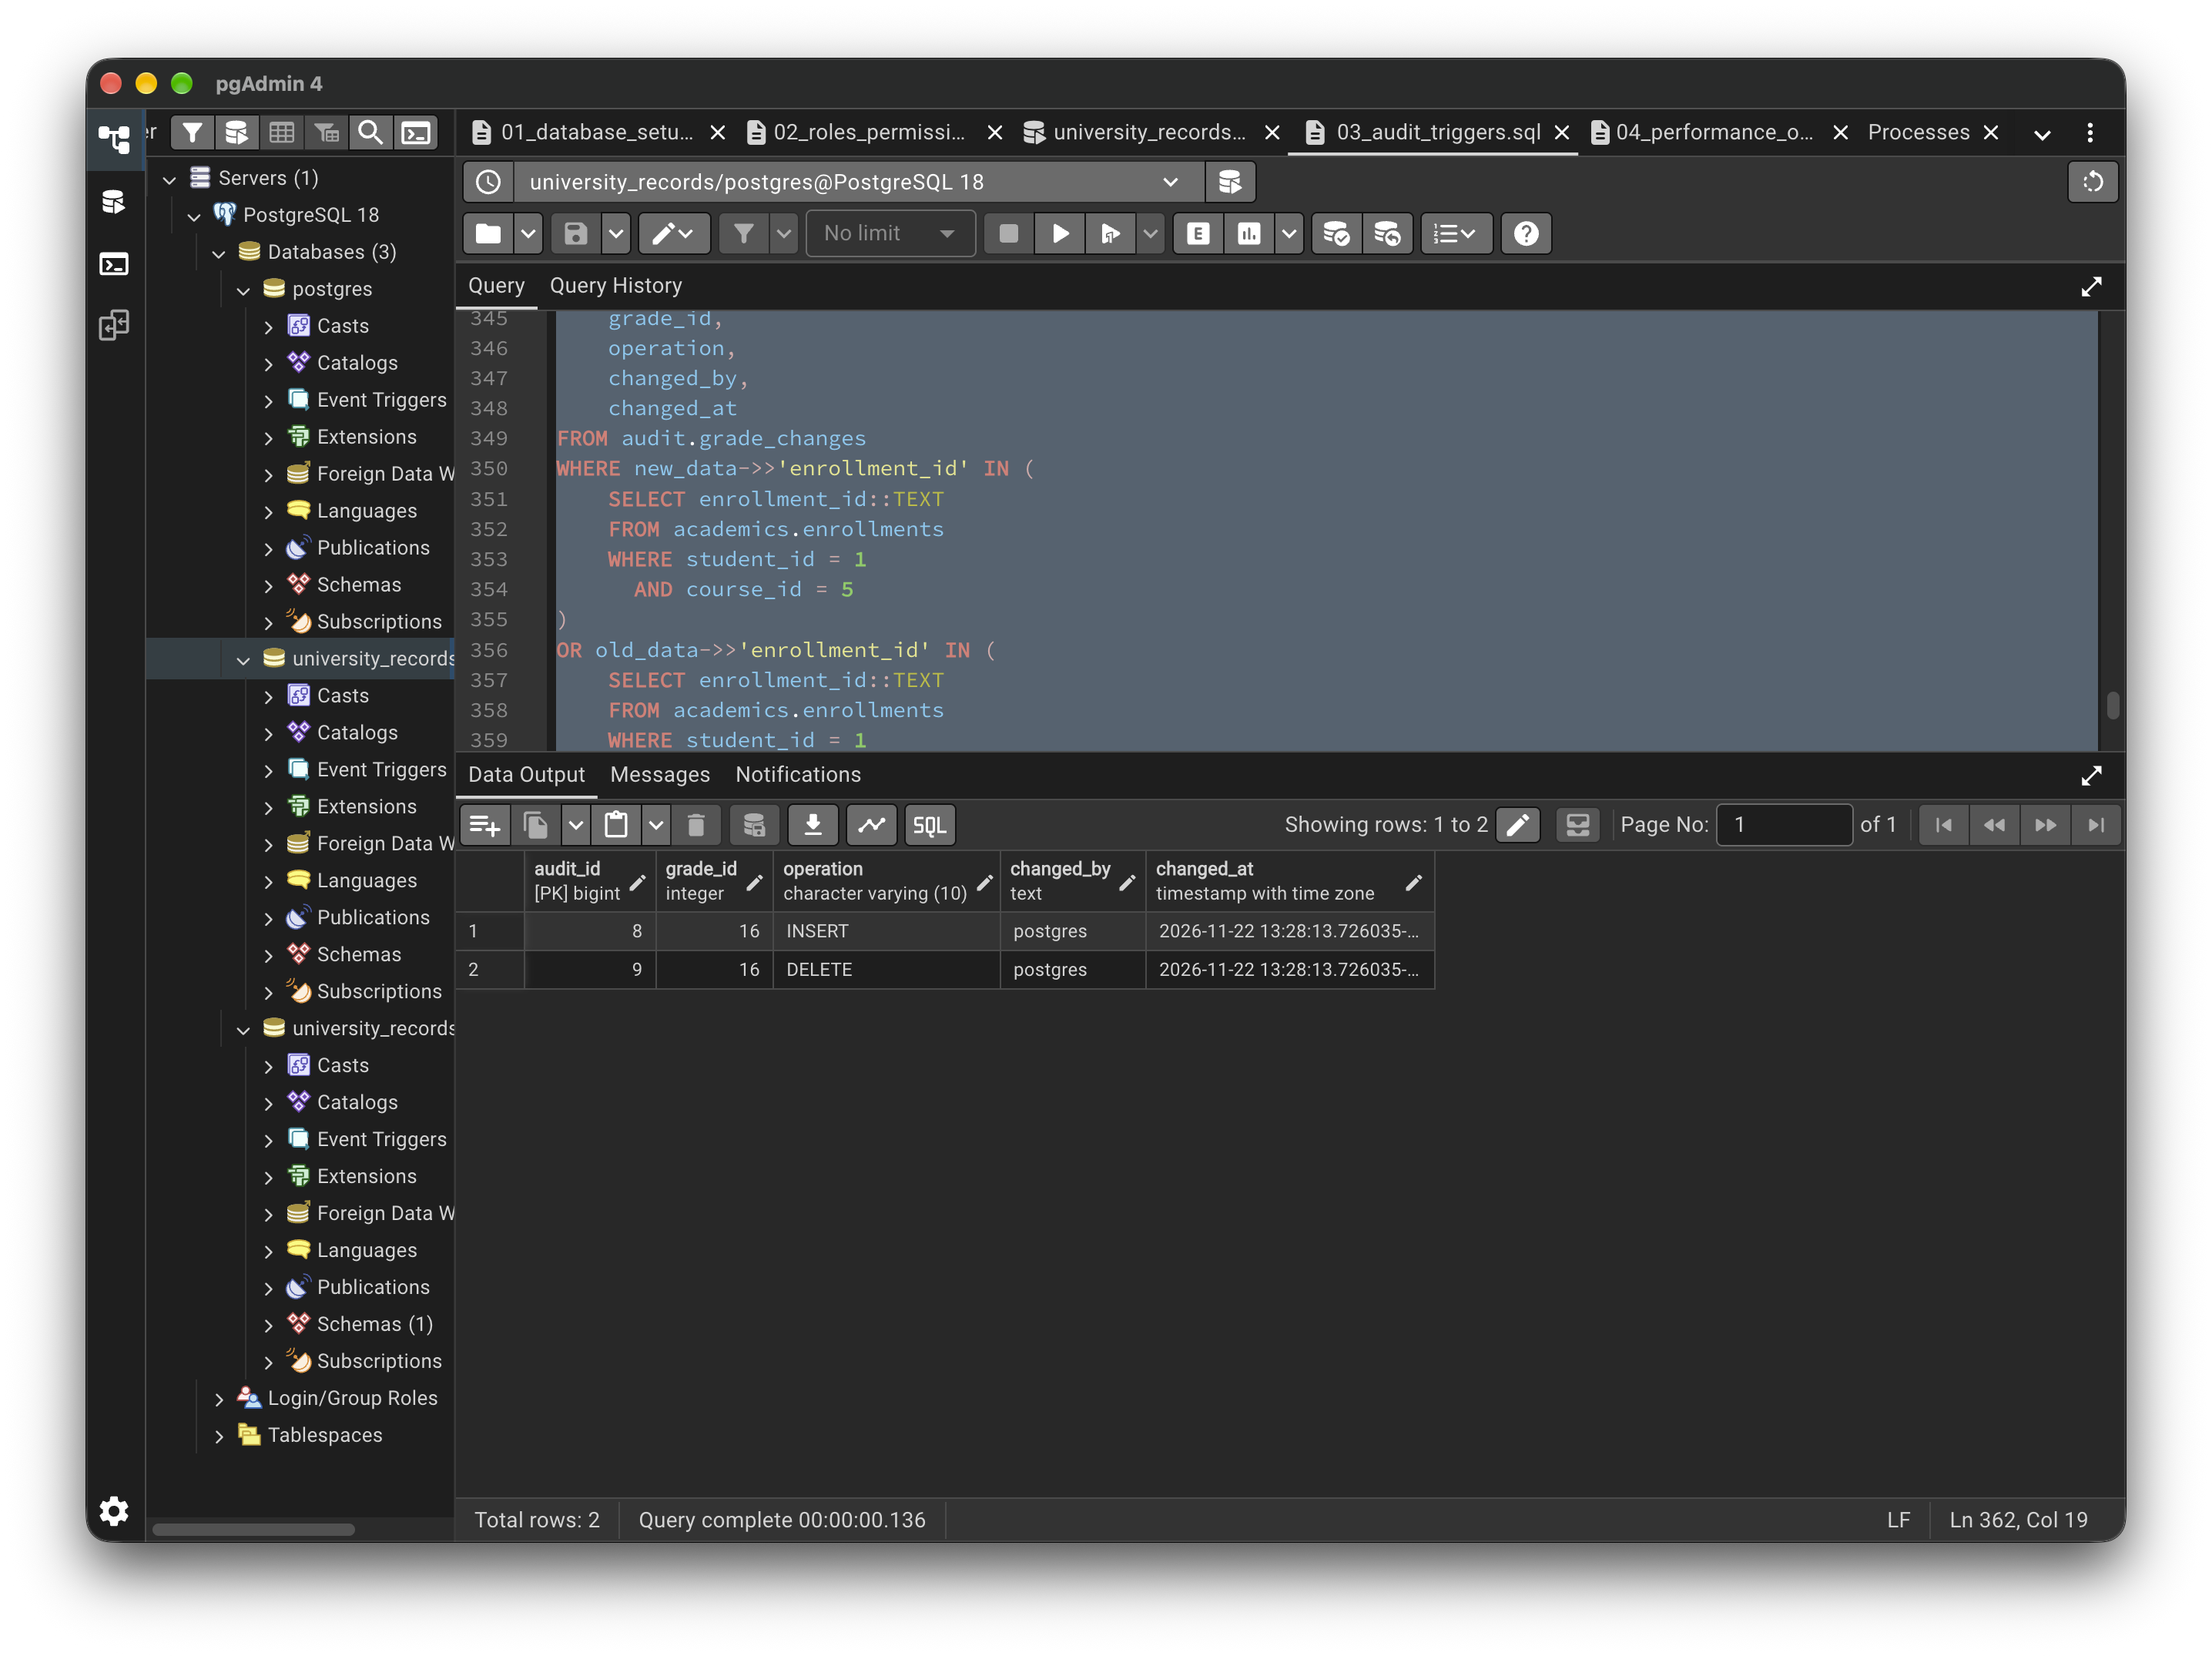 pgAdmin 4
er
01_database_setu... 02_roles_permissi... university_records... 03_audit_triggers.sql 04_performance_o... Processes
Servers (1)
PostgreSQL 18
Databases (3)
postgres
Casts
Catalogs
Event Triggers
Extensions
Foreign Data W
Languages
Publications
Schemas
Subscriptions
university_records
Casts
Catalogs
Event Triggers
Extensions
Foreign Data W
Languages
Publications
Schemas
Subscriptions
university_records
Casts
Catalogs
Event Triggers
Extensions
Foreign Data W
Languages
Publications
Schemas (1)
Subscriptions
Login/Group Roles
Tablespaces
university_records/postgres@PostgreSQL 18
No limit
E
Query Query History
345 grade_id,
346 operation,
347 changed_by,
348 changed_at
349 FROM audit.grade_changes
350 WHERE new_data->>'enrollment_id' IN (
351 SELECT enrollment_id::TEXT
352 FROM academics.enrollments
353 WHERE student_id = 1
354 AND course_id = 5
355 )
356 OR old_data->>'enrollment_id' IN (
357 SELECT enrollment_id::TEXT
358 FROM academics.enrollments
359 WHERE student_id = 1
Data Output Messages Notifications
SQL Showing rows: 1 to 2 Page No: 1 of 1
audit_id grade_id operation changed_by changed_at
[PK] bigint integer character varying (10) text timestamp with time zone
1 8 16 INSERT postgres 2026-11-22 13:28:13.726035-...
2 9 16 DELETE postgres 2026-11-22 13:28:13.726035-...
Total rows: 2 Query complete 00:00:00.136 LF Ln 362, Col 19